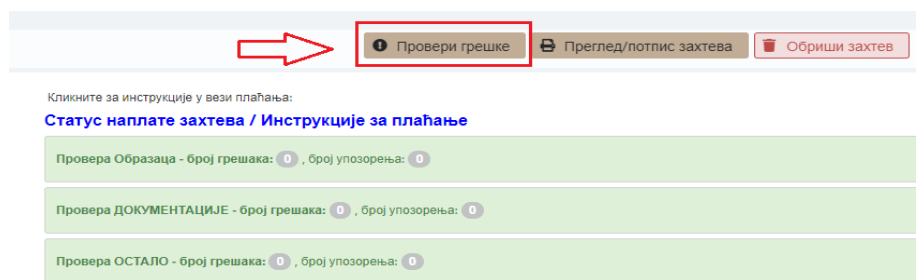 Провери грешке Преглед/потпис захтева Обриши захтев
Кликните за инструкције у вези плаћања:
Статус наплате захтева / Инструкције за плаћање
Провера Образаца - број грешака: 0 , број упозорења: 0
Провера ДОКУМЕНТАЦИЈЕ - број грешака: 0 , број упозорења: 0
Провера ОСТАЛО - број грешака: 0 , број упозорења: 0